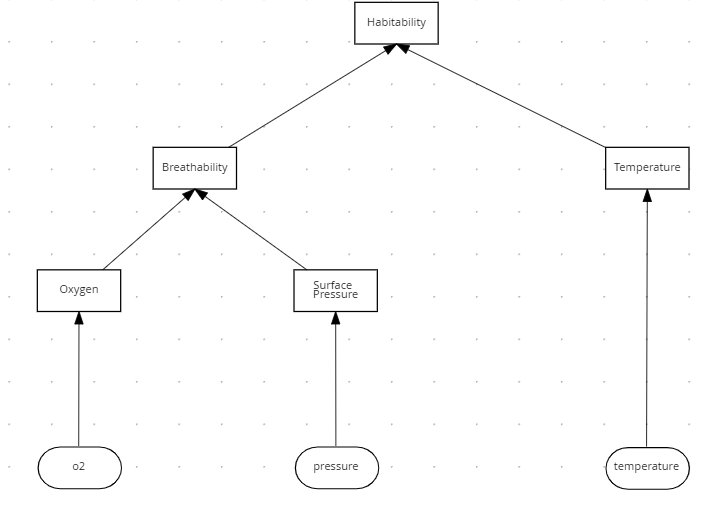 Habitability
Breathability
Temperature
Oxygen
Surface
Pressure
o2
pressure
temperature